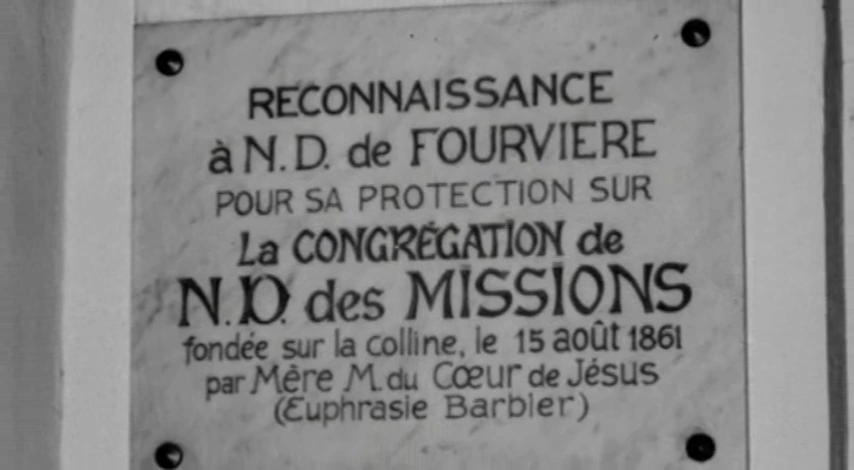 RECONNAISSANCE
à N.D. de FOURVIERE
POUR SA PROTECTION SUR
La CONGRÉGATION de
N.D. des MISSIONS
fondée sur la colline, le 15 août 1861
par Mère M. du Cœur de Jésus
(Euphrasie Barbier)